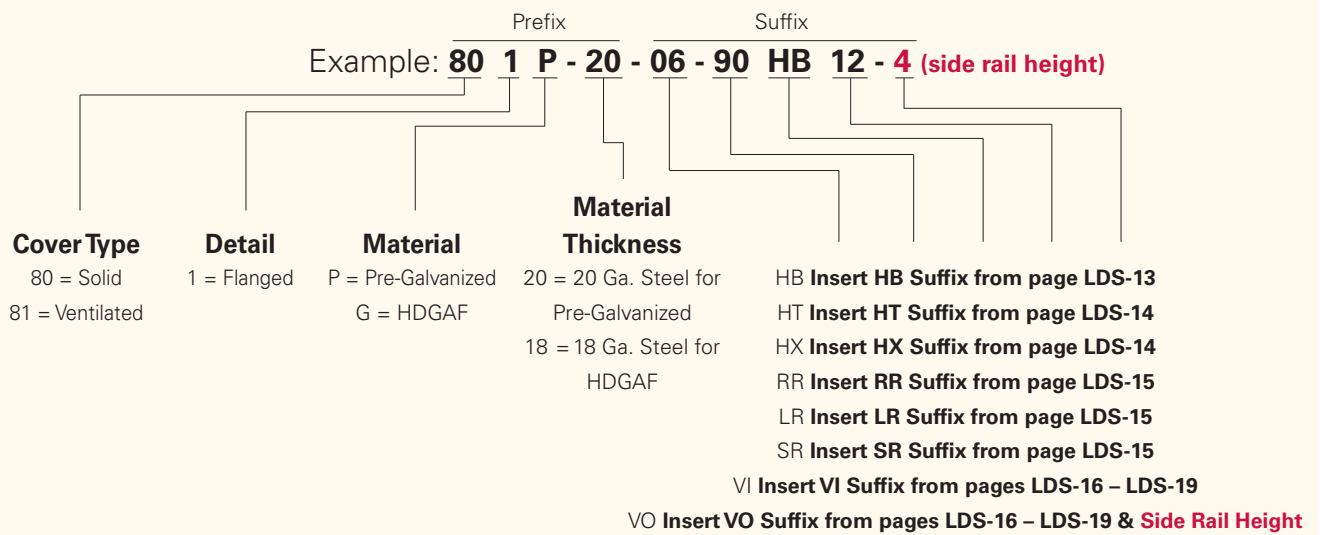 Prefix Suffix
Example: 80 1 P - 20 - 06 - 90 HB 12 - 4 (side rail height)
Cover Type
80 = Solid
81 = Ventilated
Detail
1 = Flanged
Material
P = Pre-Galvanized
G = HDGAF
Material
Thickness
20 = 20 Ga. Steel for
Pre-Galvanized
18 = 18 Ga. Steel for
HDGAF
HB Insert HB Suffix from page LDS-13
HT Insert HT Suffix from page LDS-14
HX Insert HX Suffix from page LDS-14
RR Insert RR Suffix from page LDS-15
LR Insert LR Suffix from page LDS-15
SR Insert SR Suffix from page LDS-15
VI Insert VI Suffix from pages LDS-16 – LDS-19
VO Insert VO Suffix from pages LDS-16 – LDS-19 & Side Rail Height